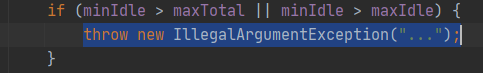 if (minIdle > maxTotal || minIdle > maxIdle) {
throw new IllegalArgumentException("...");
}